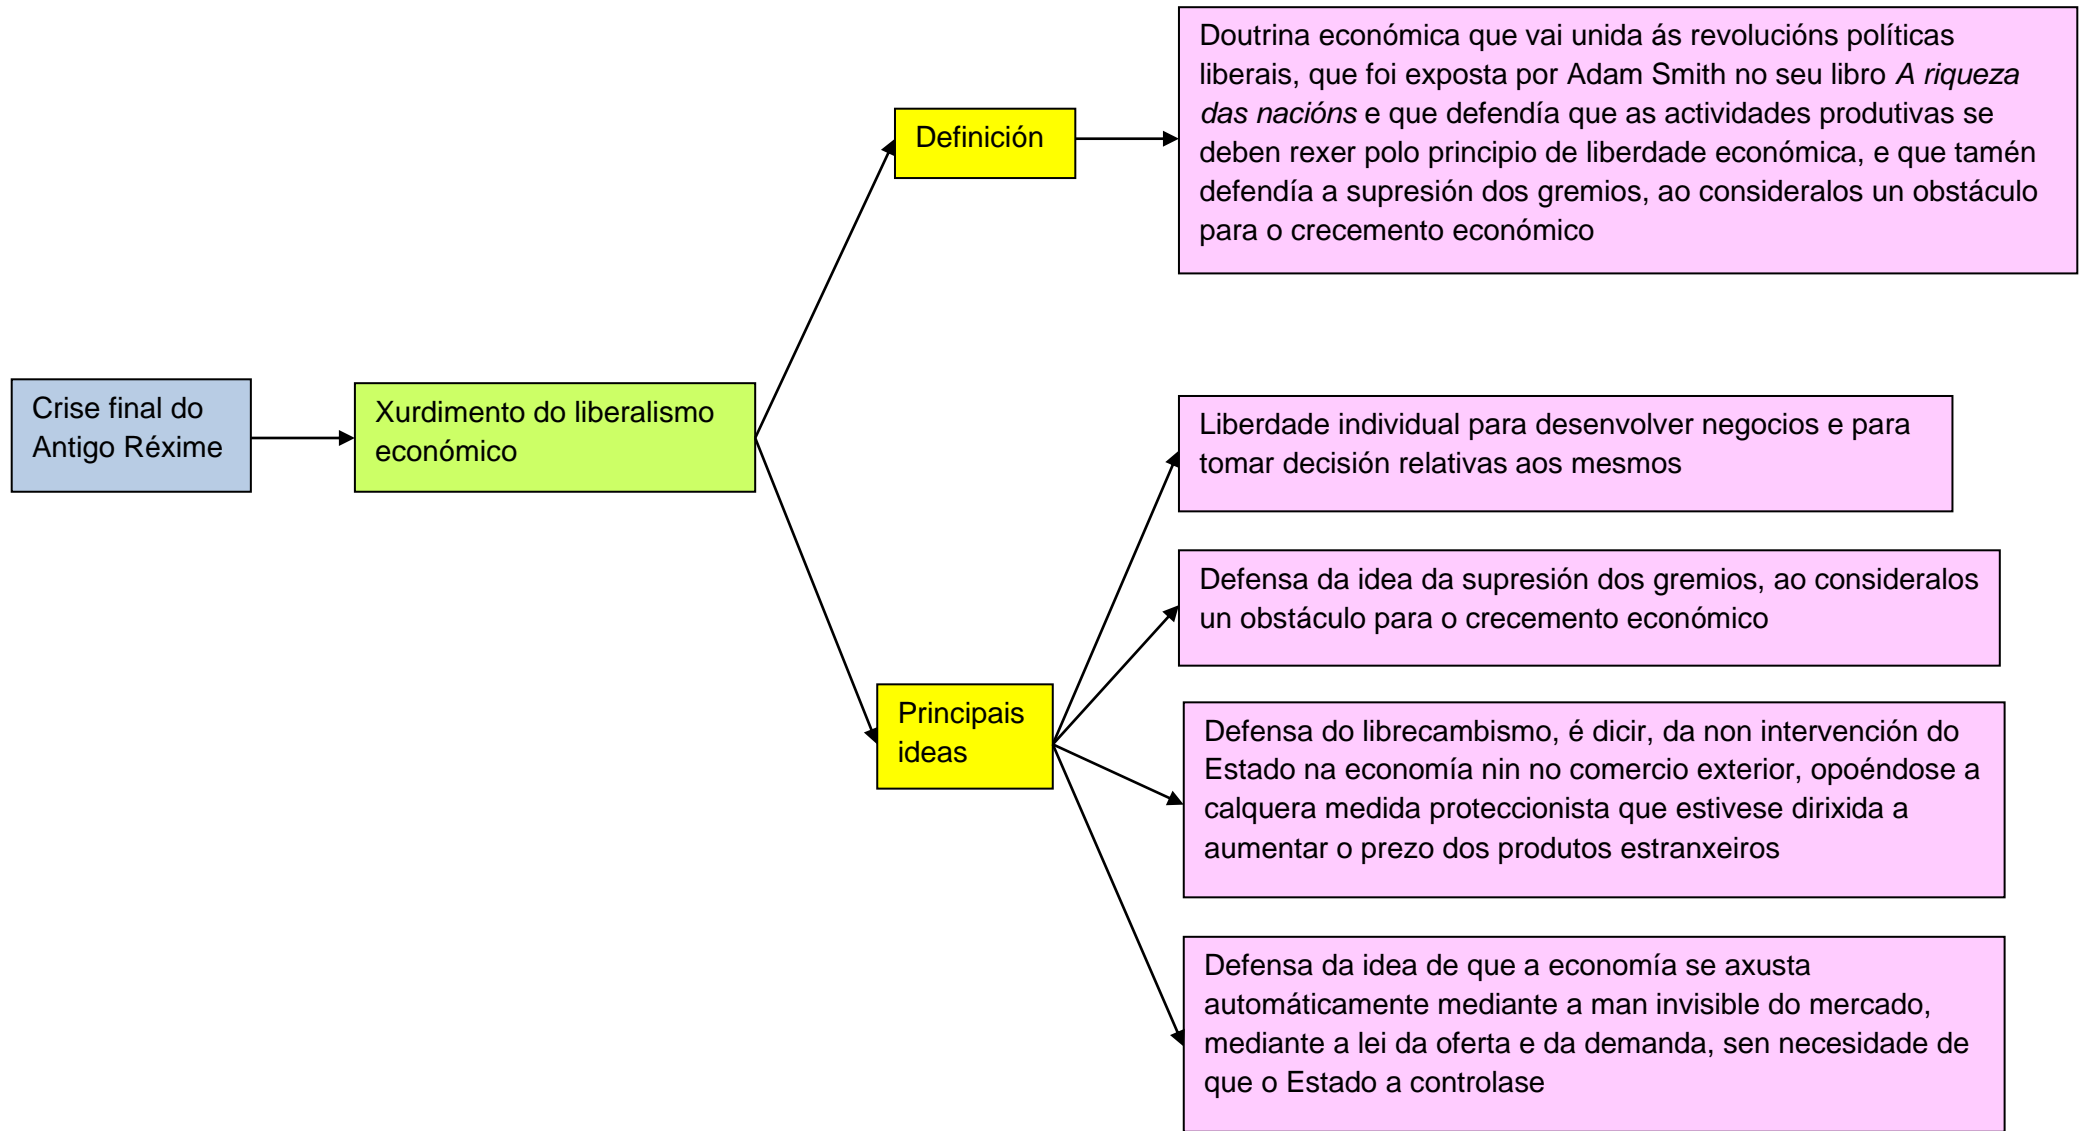 Crise final do
Antigo Réxime
Xurdimento do liberalismo
económico
Definición
Doutrina económica que vai unida ás revolucións políticas
liberais, que foi exposta por Adam Smith no seu libro A riqueza
das nacións e que defendía que as actividades produtivas se
deben rexer polo principio de liberdade económica, e que tamén
defendía a supresión dos gremios, ao consideralos un obstáculo
para o crecemento económico
Principais
ideas
Liberdade individual para desenvolver negocios e para
tomar decisión relativas aos mesmos
Defensa da idea da supresión dos gremios, ao consideralos
un obstáculo para o crecemento económico
Defensa do librecambismo, é dicir, da non intervención do
Estado na economía nin no comercio exterior, opoéndose a
calquera medida proteccionista que estivese dirixida a
aumentar o prezo dos produtos estranxeiros
Defensa da idea de que a economía se axusta
automáticamente mediante a man invisible do mercado,
mediante a lei da oferta e da demanda, sen necesidade de
que o Estado a controlase